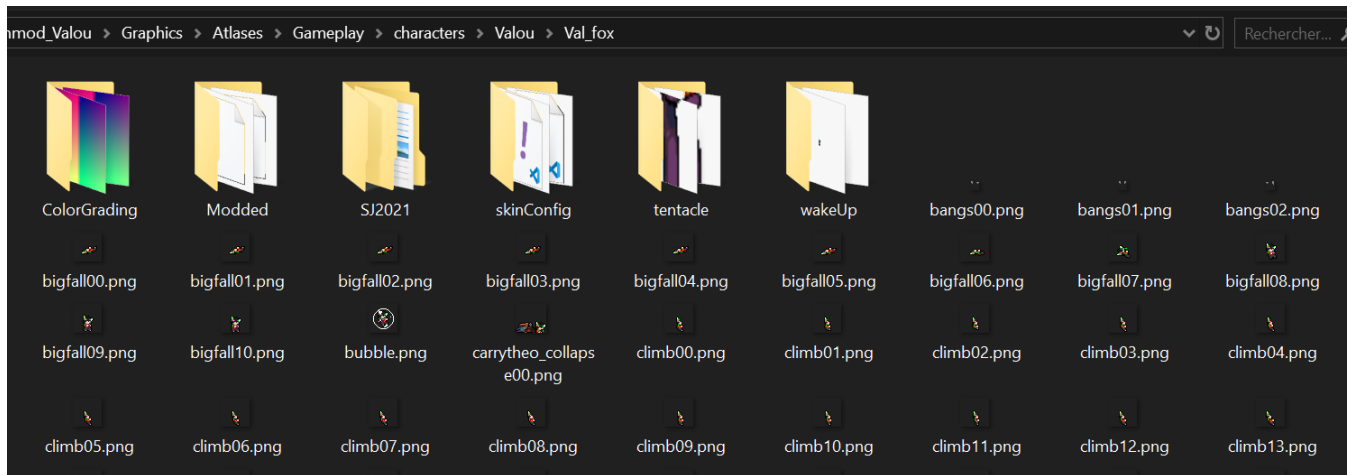 nmod_Valou > Graphics > Atlases > Gameplay > characters > Valou > Val_fox
Rechercher...
ColorGrading
Modded
SJ2021
skinConfig
tentacle
wakeUp
bangs00.png
bangs01.png
bangs02.png
bigfall00.png
bigfall01.png
bigfall02.png
bigfall03.png
bigfall04.png
bigfall05.png
bigfall06.png
bigfall07.png
bigfall08.png
bigfall09.png
bigfall10.png
bubble.png
carrytheo_collaps
e00.png
climb00.png
climb01.png
climb02.png
climb03.png
climb04.png
climb05.png
climb06.png
climb07.png
climb08.png
climb09.png
climb10.png
climb11.png
climb12.png
climb13.png